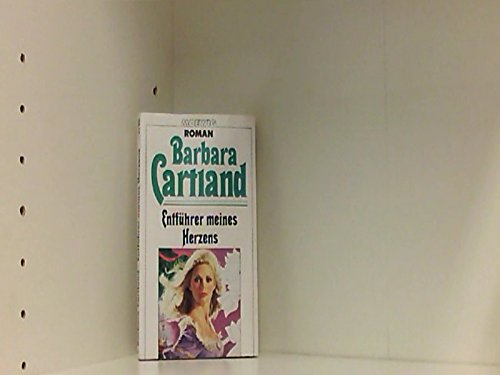 MOEWIG
ROMAN
Barbara
Cartland
Entführer meines
Herzens